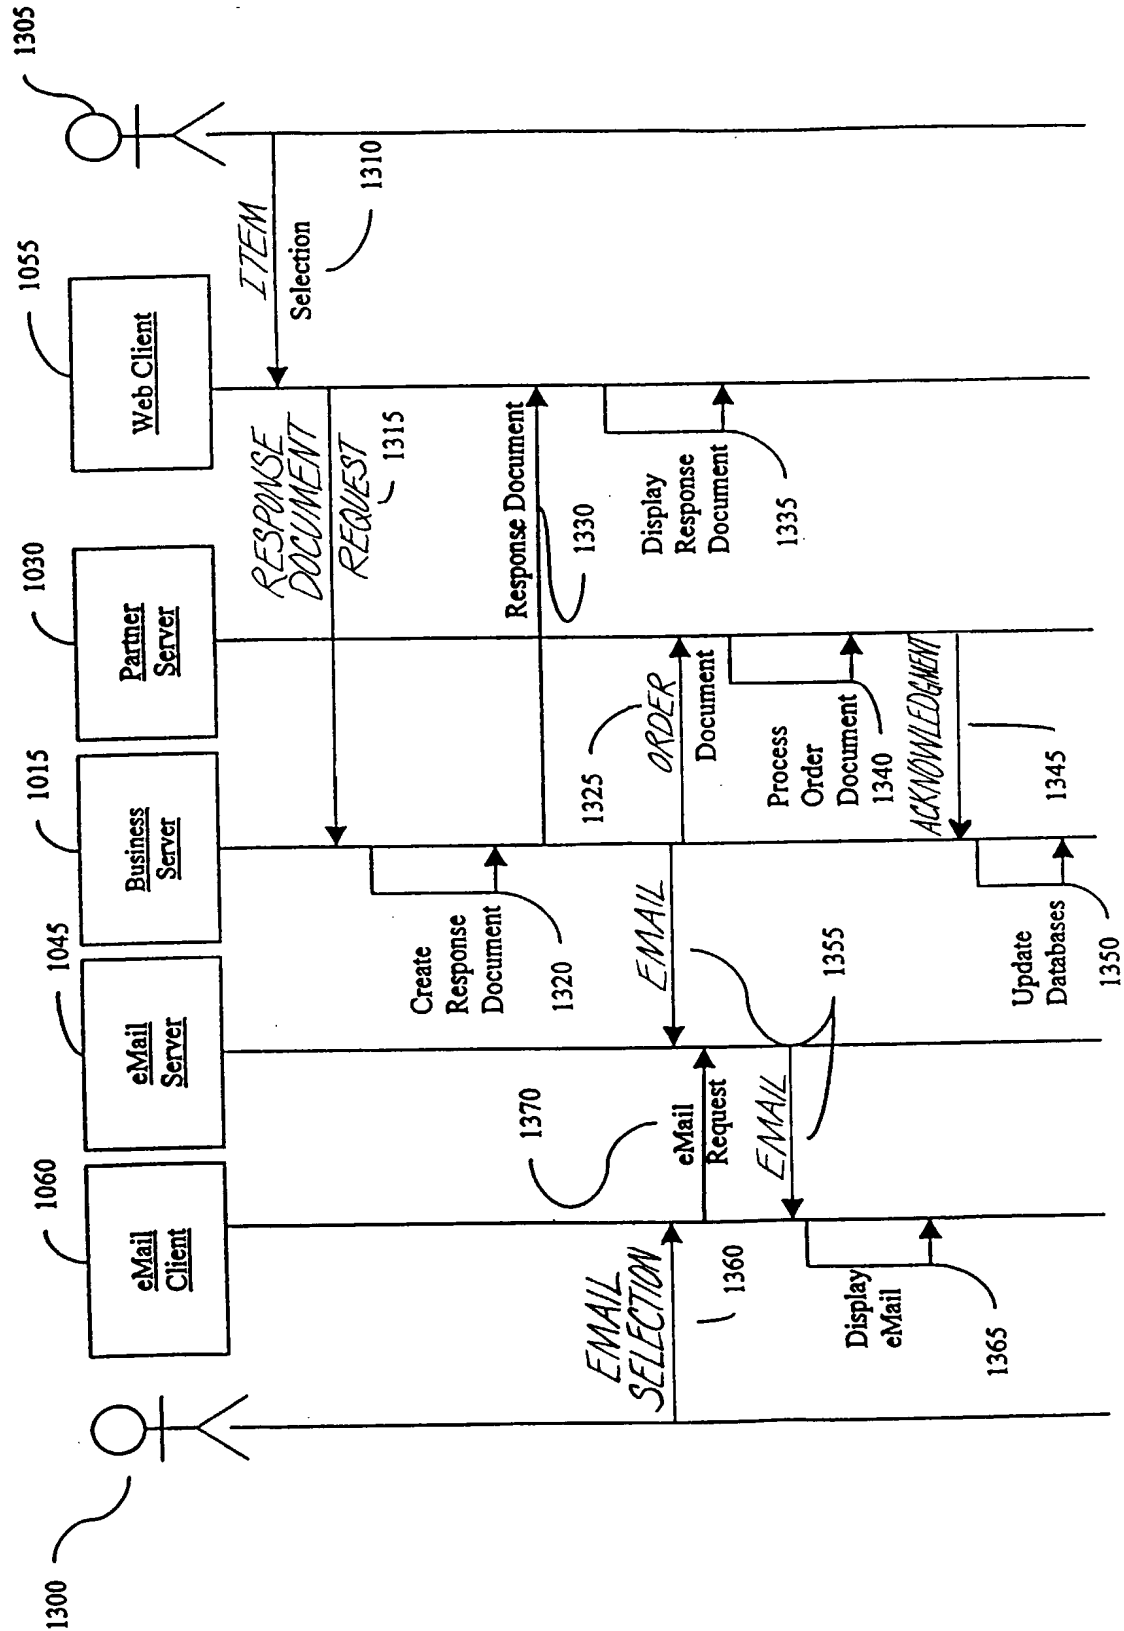 1300
1060
eMail
Client
1045
eMail
Server
1015
Business
Server
1030
Partner
Server
1055
Web Client
1305
ITEM
Selection
1310
RESPONSE
DOCUMENT
REQUEST
1315
Create
Response
Document
1320
Response Document
1330
1325
ORDER
Document
EMAIL
1355
EMAIL
SELECTION
1360
1370
eMail
Request
EMAIL
Display
Response
Document
1335
Process
Order
Document
1340
Display
eMail
1365
ACKNOWLEDGMENT
1345
Update
Databases
1350